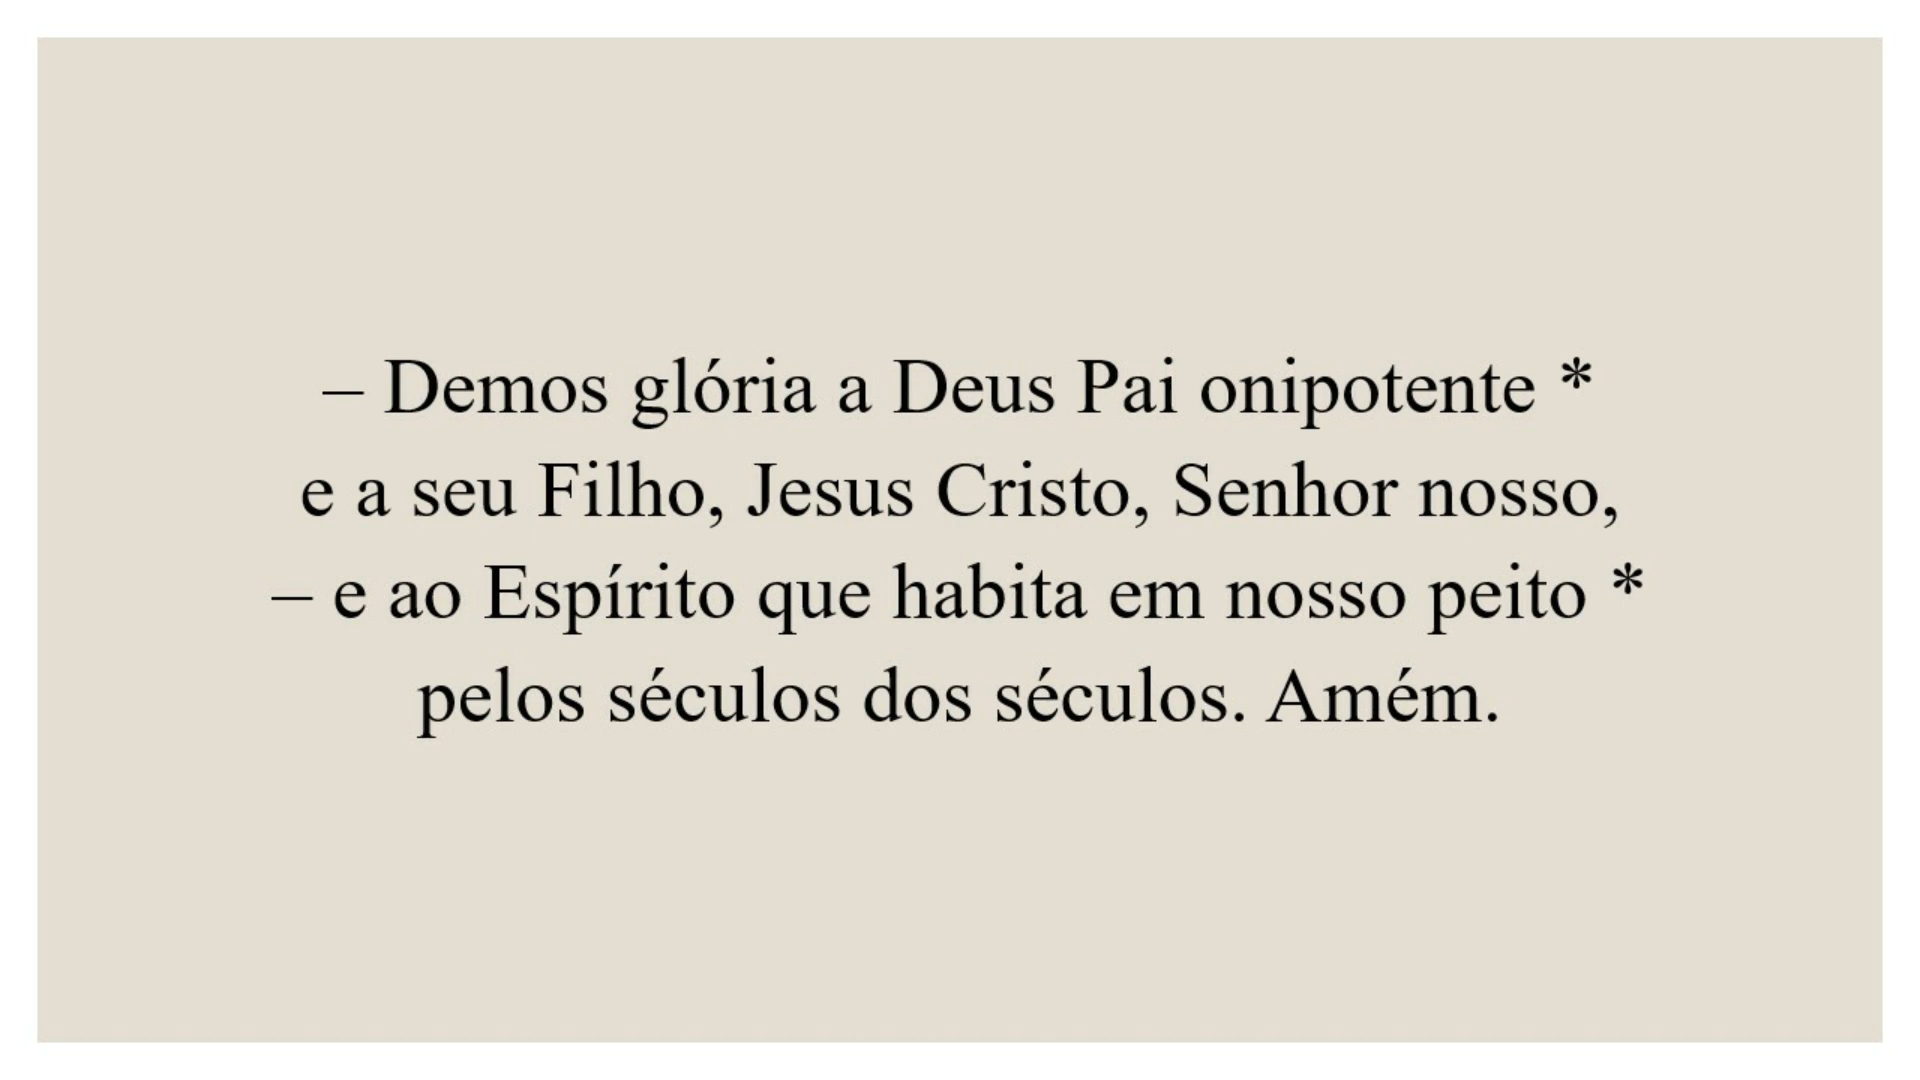 – Demos glória a Deus Pai onipotente *
e a seu Filho, Jesus Cristo, Senhor nosso,
– e ao Espírito que habita em nosso peito *
pelos séculos dos séculos. Amém.